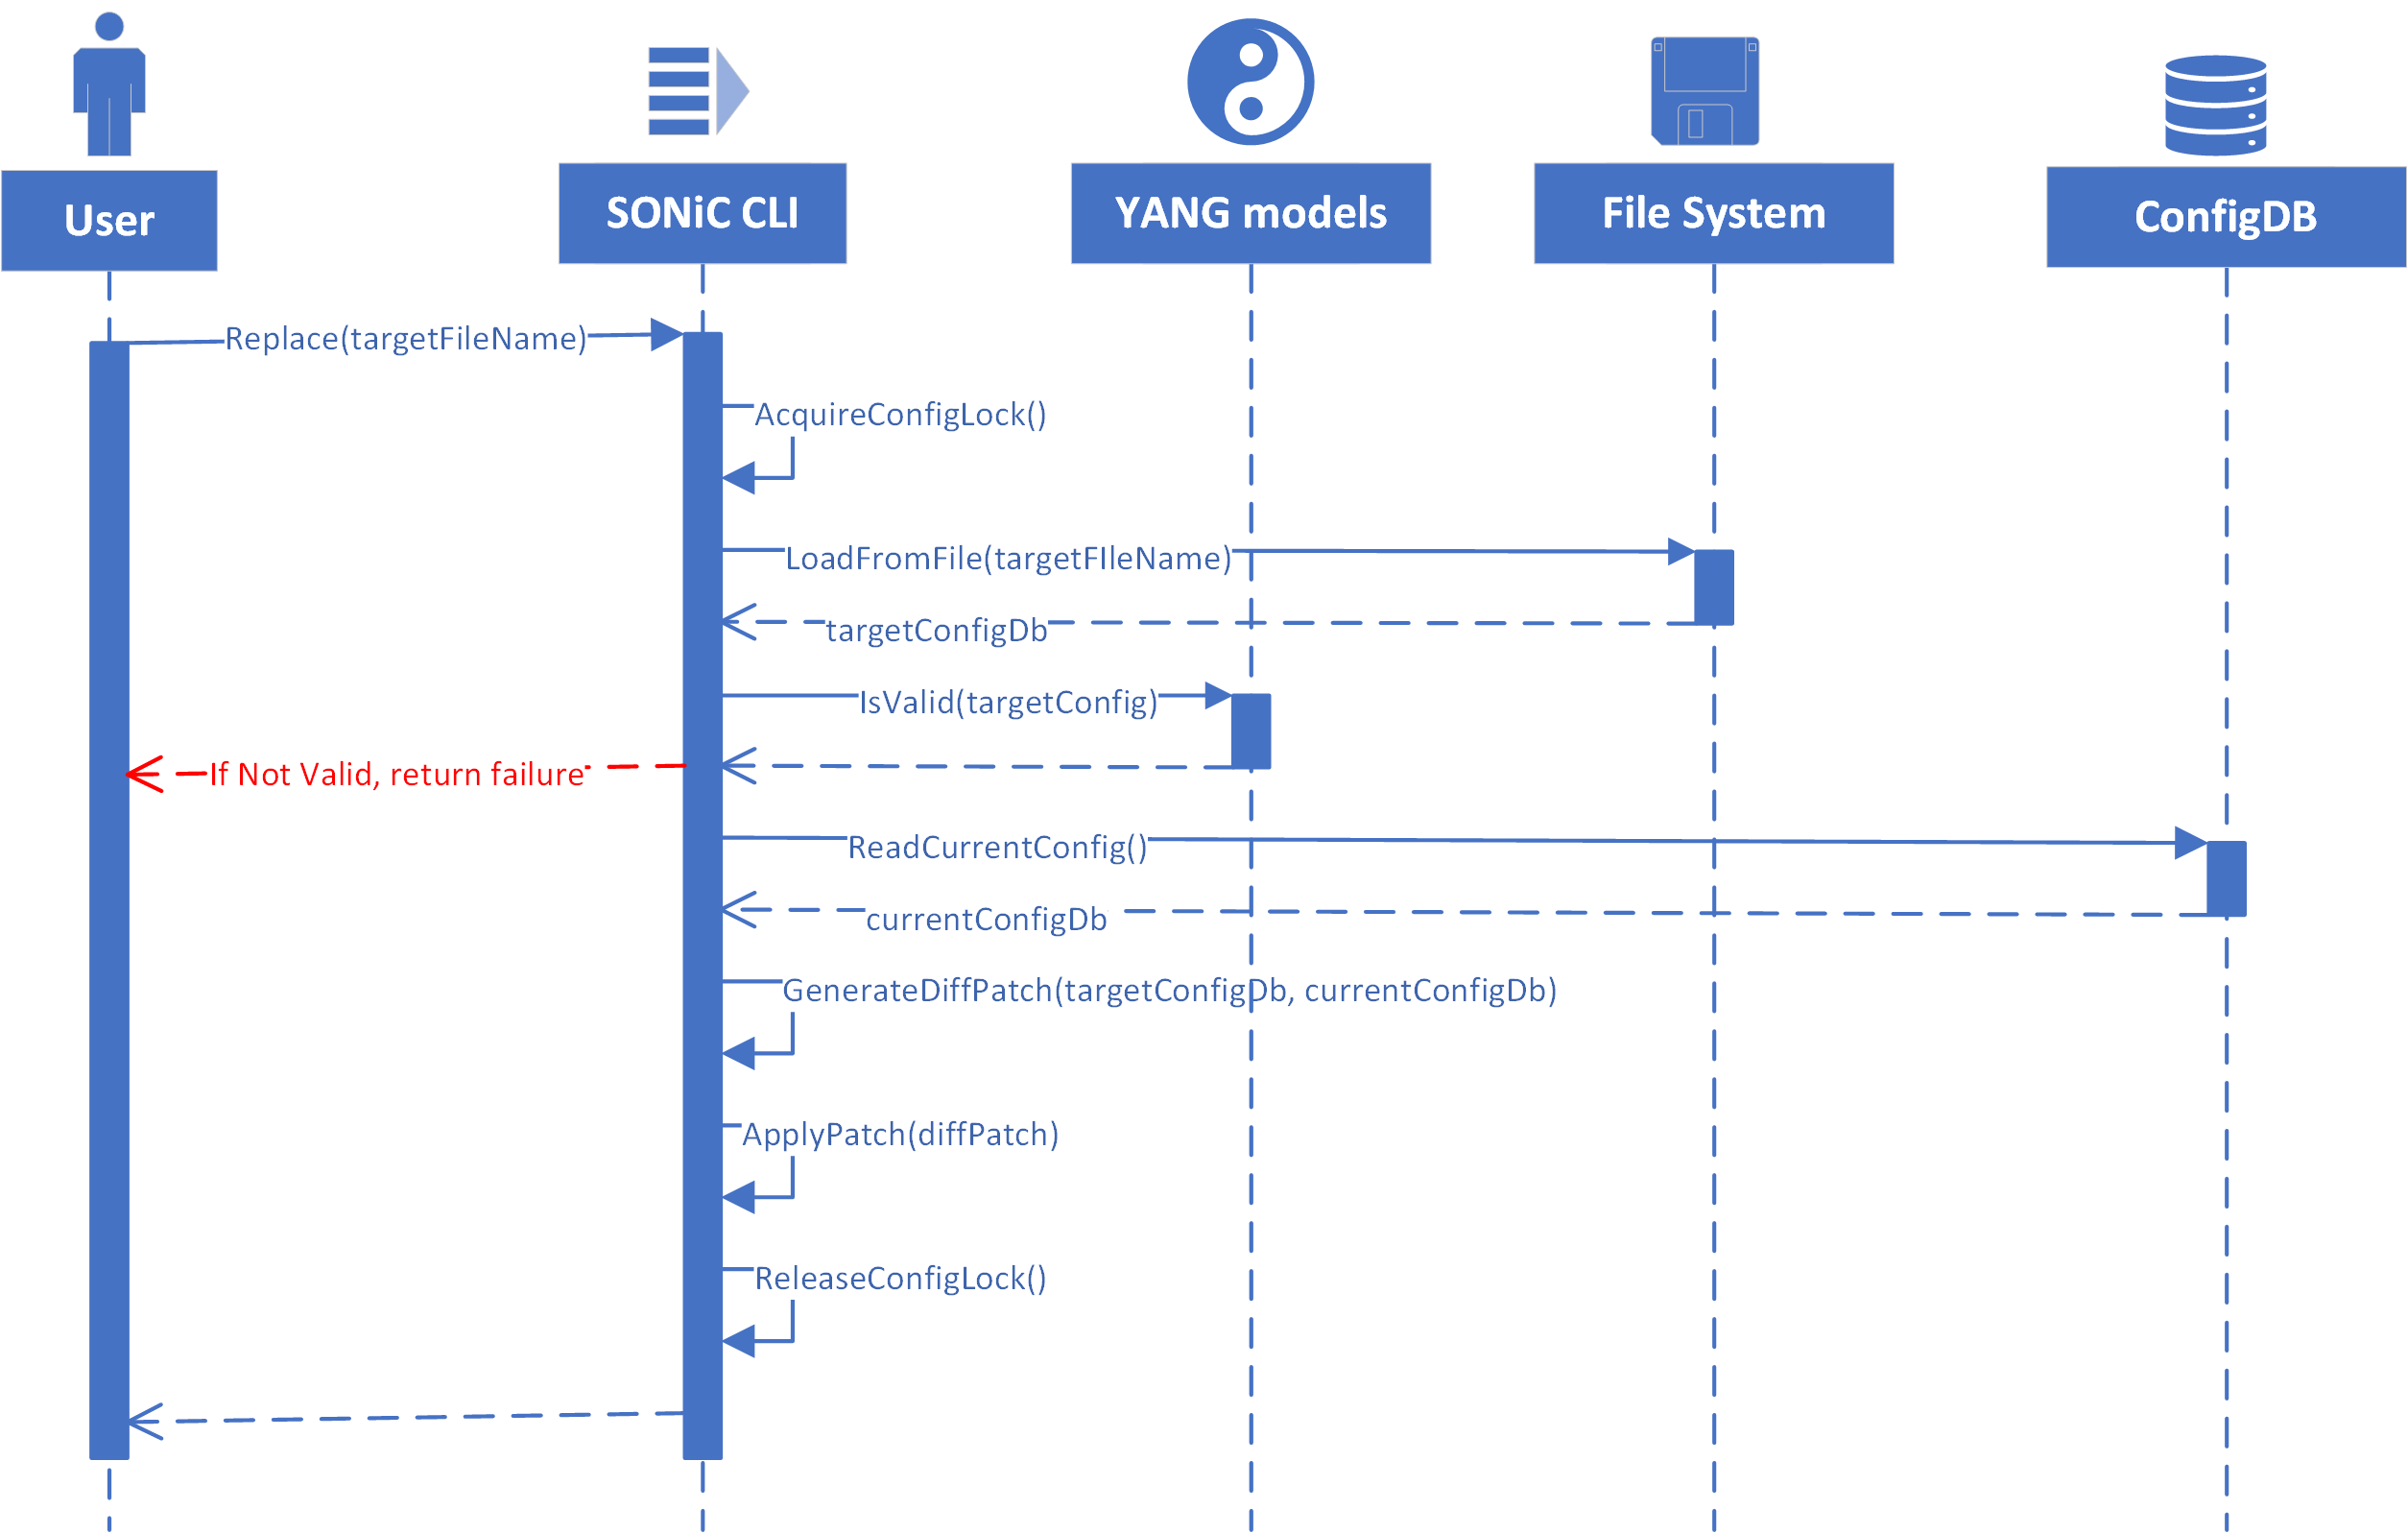 User
SONiC CLI
YANG models
File System
ConfigDB
Replace(targetFileName)
AcquireConfigLock()
LoadFromFile(targetFIleName)
targetConfigDb
IsValid(targetConfig)
If Not Valid, return failure
ReadCurrentConfig()
currentConfigDb
GenerateDiffPatch(targetConfigDb, currentConfigDb)
ApplyPatch(diffPatch)
ReleaseConfigLock()